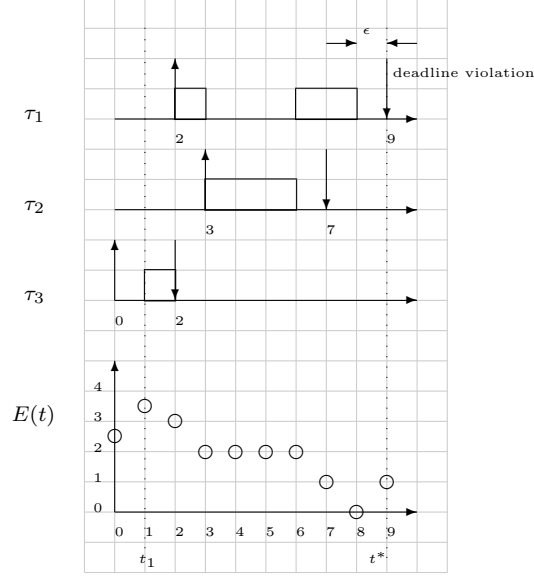 ϵ
deadline violation
τ1
2 9
τ2
3 7
τ3
0 2
4
3
E(t)
2
1
0
0 1 2 3 4 5 6 7 8 9
t1 t*